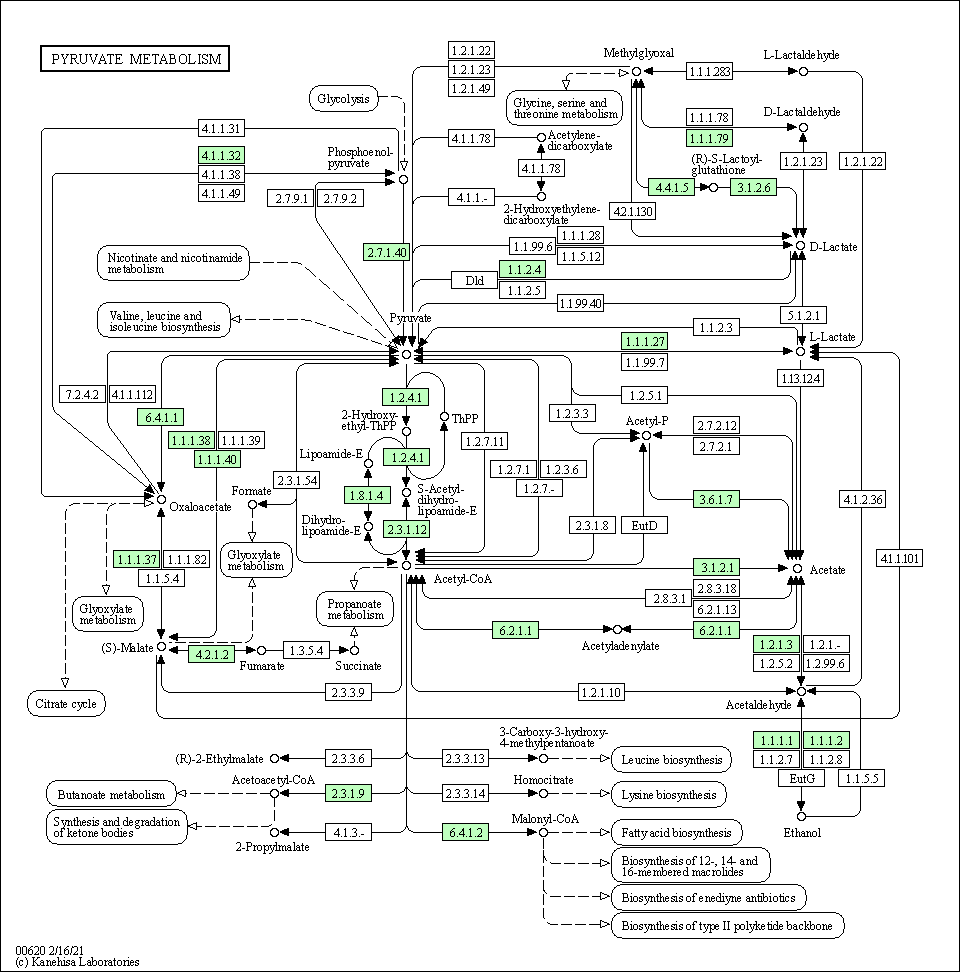 PYRUVATE METABOLISM
1.2.1.22
1.2.1.23
1.2.1.49
Methylglyoxal
1.1.1.283
L-Lactaldehyde
Glycolysis
Glycine, serine and
threonine metabolism
1.1.1.78
1.1.1.79
D-Lactaldehyde
4.1.1.31
4.1.1.32
4.1.1.38
4.1.1.49
Phosphoenol-
pyruvate
4.1.1.78
Acetylene-
dicarboxylate
4.1.1.78
(R)-S-Lactoyl-
glutathione
1.2.1.23
1.2.1.22
4.4.1.5
3.1.2.6
2.7.9.1
2.7.9.2
4.1.1.-
2-Hydroxyethylene-
dicarboxylate
4.2.1.130
2.7.1.40
1.1.99.6
1.1.1.28
1.1.5.12
D-Lactate
Nicotinate and nicotinamide
metabolism
Dld
1.1.2.4
1.1.2.5
1.1.99.40
Valine, leucine and
isoleucine biosynthesis
Pyruvate
5.1.2.1
1.1.2.3
L-Lactate
1.1.1.27
1.1.99.7
1.13.12.4
7.2.4.2
4.1.1.112
6.4.1.1
1.2.4.1
1.2.5.1
2-Hydroxy-
ethyl-ThPP
ThPP
1.2.3.3
Acetyl-P
2.7.2.12
2.7.2.1
1.1.1.38
1.1.1.39
1.1.1.40
Lipoamide-E
1.2.4.1
1.2.7.11
1.2.7.1
1.2.3.6
1.2.7.-
2.3.1.54
Formate
1.8.1.4
S-Acetyl-
dihydro-
lipoamide-E
3.6.1.7
4.1.2.36
Oxaloacetate
Dihydro-
lipoamide-E
2.3.1.12
2.3.1.8
EutD
1.1.1.37
1.1.1.82
1.1.5.4
Glyoxylate
metabolism
Acetyl-CoA
3.1.2.1
Acetate
4.1.1.101
Glyoxylate
metabolism
Propanoate
metabolism
2.8.3.1
2.8.3.18
6.2.1.13
6.2.1.1
6.2.1.1
Acetyladenylate
(S)-Malate
4.2.1.2
Fumarate
1.3.5.4
Succinate
1.2.1.3
1.2.1.-
1.2.5.2
1.2.99.6
Citrate cycle
2.3.3.9
1.2.1.10
Acetaldehyde
(R)-2-Ethylmalate
2.3.3.6
2.3.3.13
3-Carboxy-3-hydroxy-
4-methylpentanoate
Leucine biosynthesis
1.1.1.1
1.1.1.2
1.1.2.7
1.1.2.8
EutG
1.1.5.5
Butanoate metabolism
Acetoacetyl-CoA
2.3.1.9
2.3.3.14
Homocitrate
Lysine biosynthesis
Synthesis and degradation
of ketone bodies
2-Propylmalate
4.1.3.-
6.4.1.2
Malonyl-CoA
Fatty acid biosynthesis
Ethanol
Biosynthesis of 12-, 14- and
16-membered macrolides
Biosynthesis of enediyne antibiotics
Biosynthesis of type II polyketide backbone
00620 2/16/21
(c) Kanehisa Laboratories